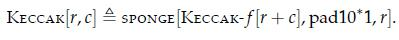 KECCAK[r, c] ≜ SPONGE[KECCAK-f[r + c], pad10*1, r].